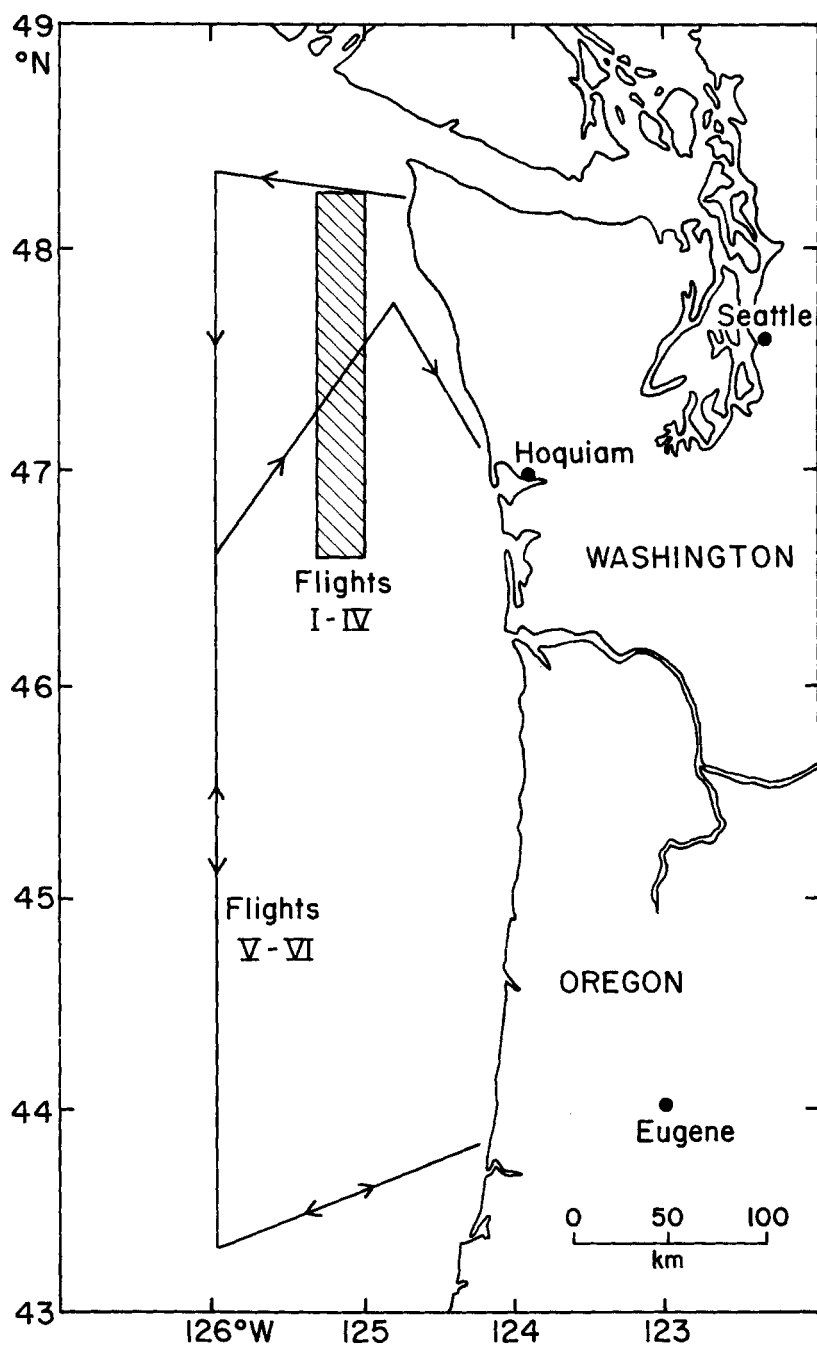 49
°N
48
Seattle
47
Hoquiam
WASHINGTON
Flights
I-IV
46
45
Flights
V-VI
OREGON
44
Eugene
0 50 100
km
43
126°W 125 124 123